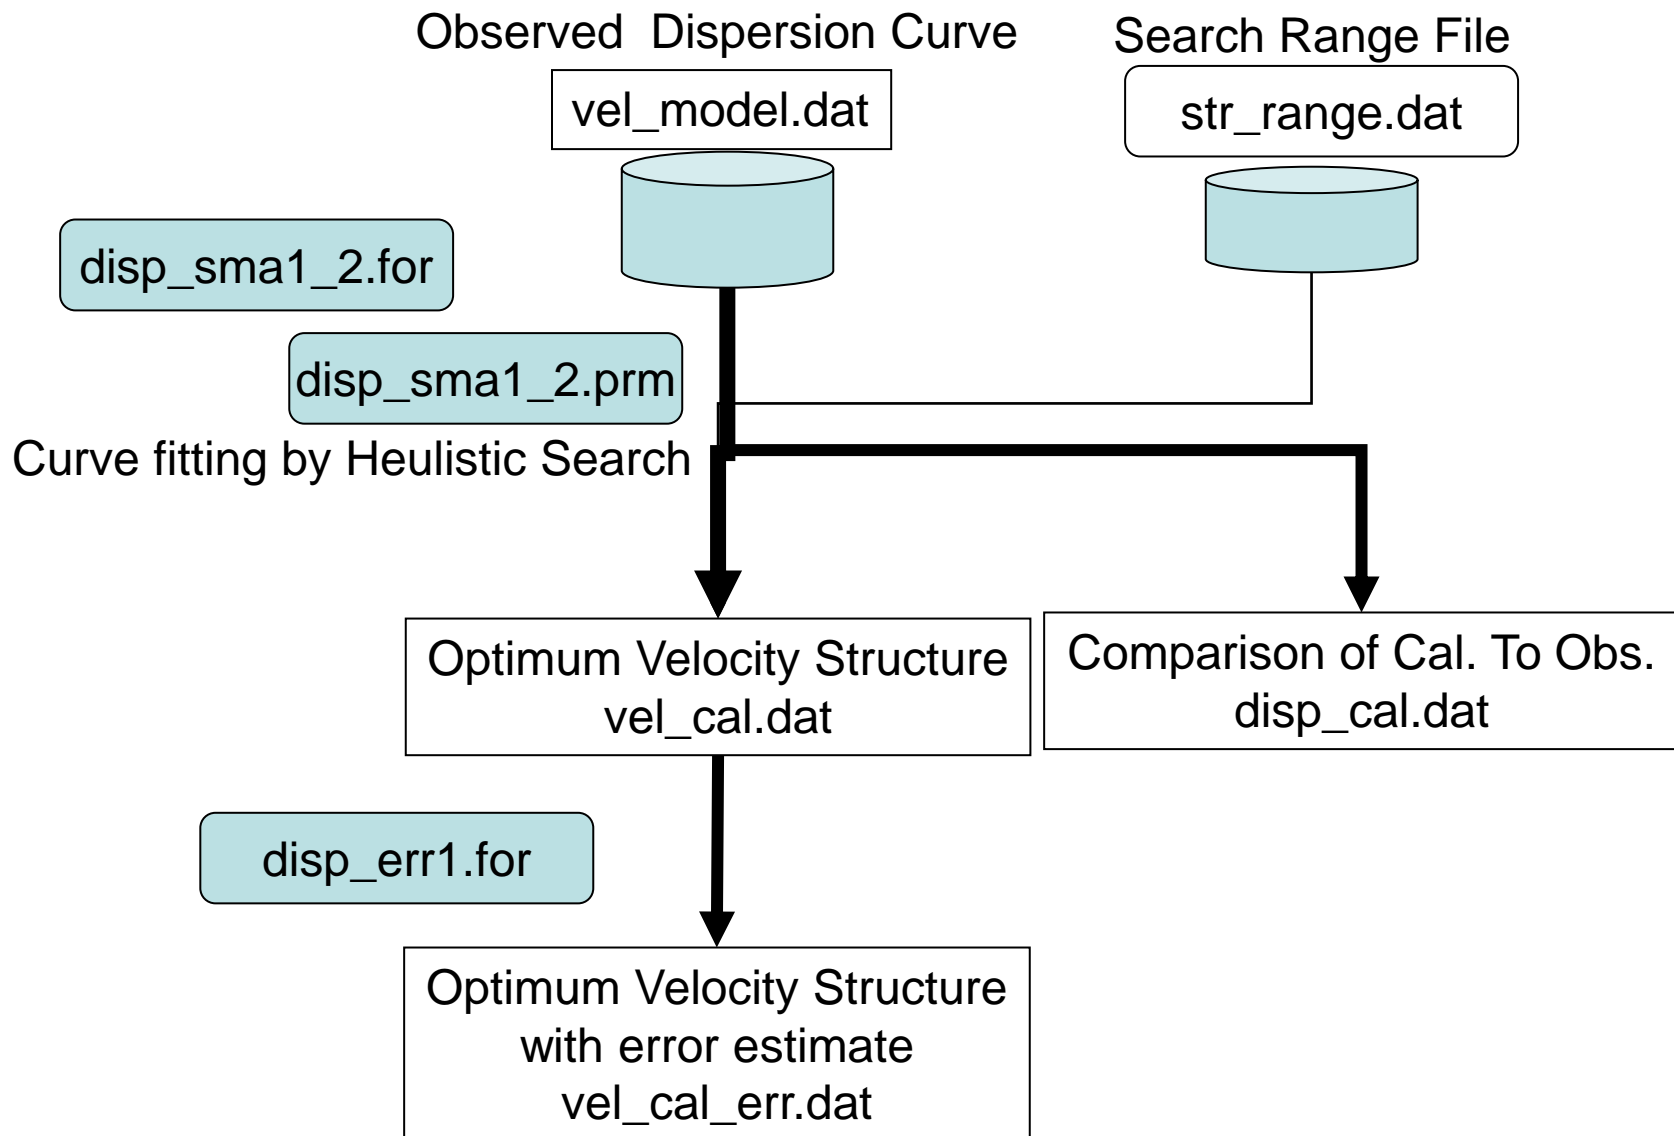 Observed  Dispersion Curve
Search Range File
vel_model.dat
str_range.dat
disp_sma1_2.for
disp_sma1_2.prm
Curve fitting by Heulistic Search
Optimum Velocity Structure
vel_cal.dat
Comparison of Cal. To Obs.
disp_cal.dat
disp_err1.for
Optimum Velocity Structure
with error estimate
vel_cal_err.dat